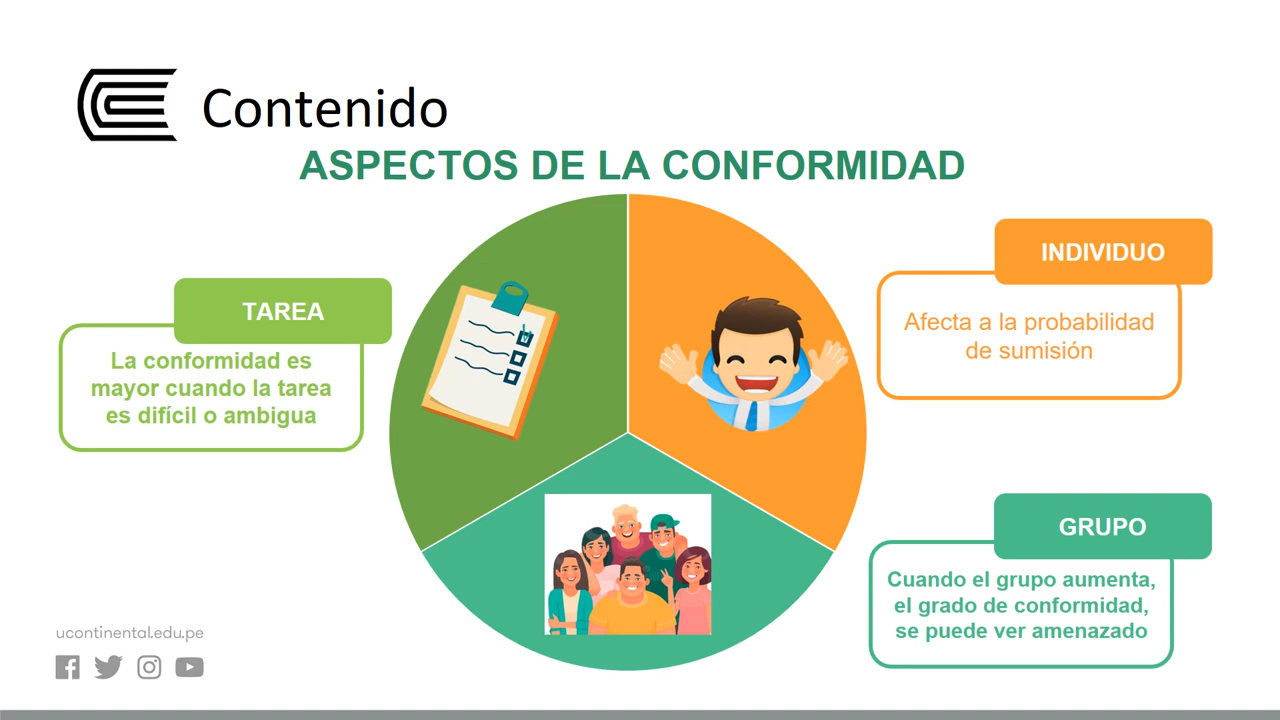 Contenido
ASPECTOS DE LA CONFORMIDAD
TAREA
La conformidad es
mayor cuando la tarea
es difícil o ambigua
INDIVIDUO
Afecta a la probabilidad
de sumisión
GRUPO
Cuando el grupo aumenta,
el grado de conformidad,
se puede ver amenazado
ucontinental.edu.pe